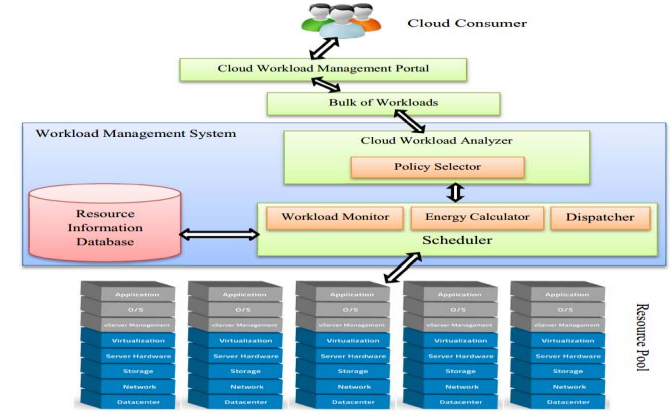 Cloud Consumer
Cloud Workload Management Portal
Bulk of Workloads
Workload Management System
Cloud Workload Analyzer
Policy Selector
Resource
Information
Database
Workload Monitor
Energy Calculator
Dispatcher
Scheduler
Resource Pool
Application
O/S
vServer Management
Virtualization
Server Hardware
Storage
Network
Datacenter
Application
O/S
vServer Management
Virtualization
Server Hardware
Storage
Network
Datacenter
Application
O/S
vServer Management
Virtualization
Server Hardware
Storage
Network
Datacenter
Application
O/S
vServer Management
Virtualization
Server Hardware
Storage
Network
Datacenter
Application
O/S
vServer Management
Virtualization
Server Hardware
Storage
Network
Datacenter